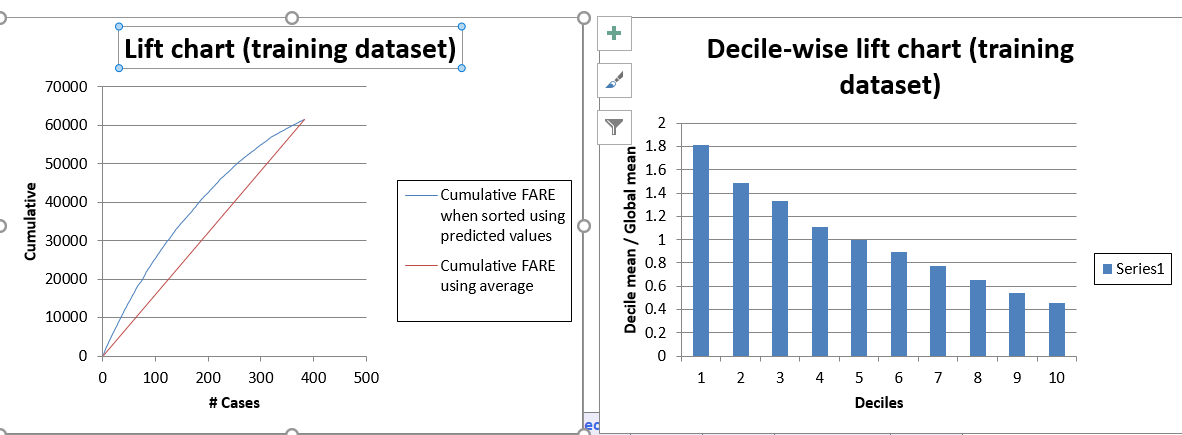 Lift chart (training dataset)
70000
60000
50000
40000
30000
20000
10000
0
Cumulative
0 100 200 300 400 500
# Cases
Cumulative FARE
when sorted using
predicted values
Cumulative FARE
using average
Decile-wise lift chart (training
dataset)
2
1.8
1.6
1.4
1.2
1
0.8
0.6
0.4
0.2
0
Decile mean / Global mean
1 2 3 4 5 6 7 8 9 10
Deciles
Series1